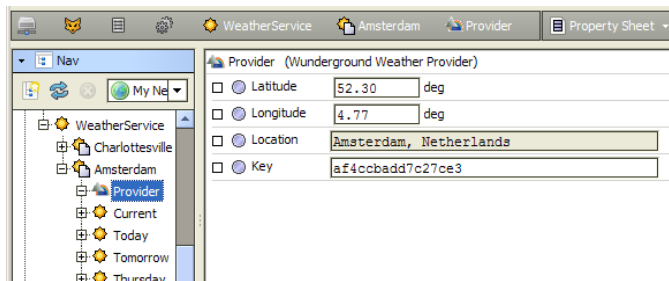 WeatherService Amsterdam Provider Property Sheet
Nav
My Ne
WeatherService
Charlottesville
Amsterdam
Provider
Current
Today
Tomorrow
Thursday
Provider (Wunderground Weather Provider)
Latitude 52.30 deg
Longitude 4.77 deg
Location Amsterdam, Netherlands
Key af4ccbadd7c27ce3